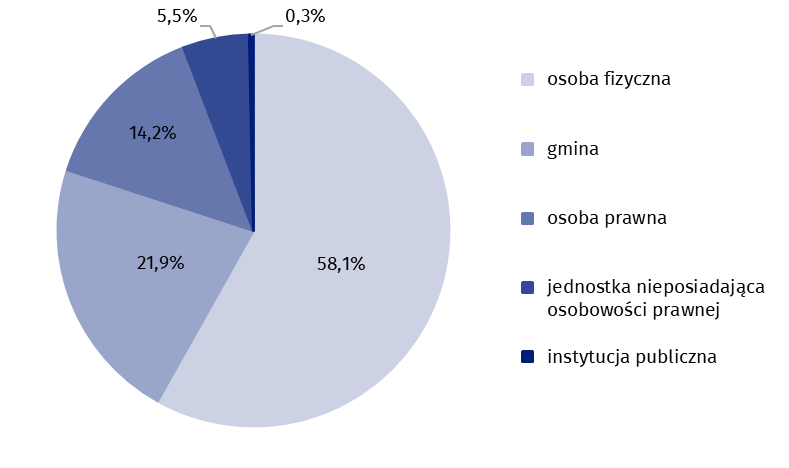 5,5%
0,3%
14,2%
21,9%
58,1%
osoba fizyczna
gmina
osoba prawna
jednostka nieposiadająca
osobowości prawnej
instytucja publiczna